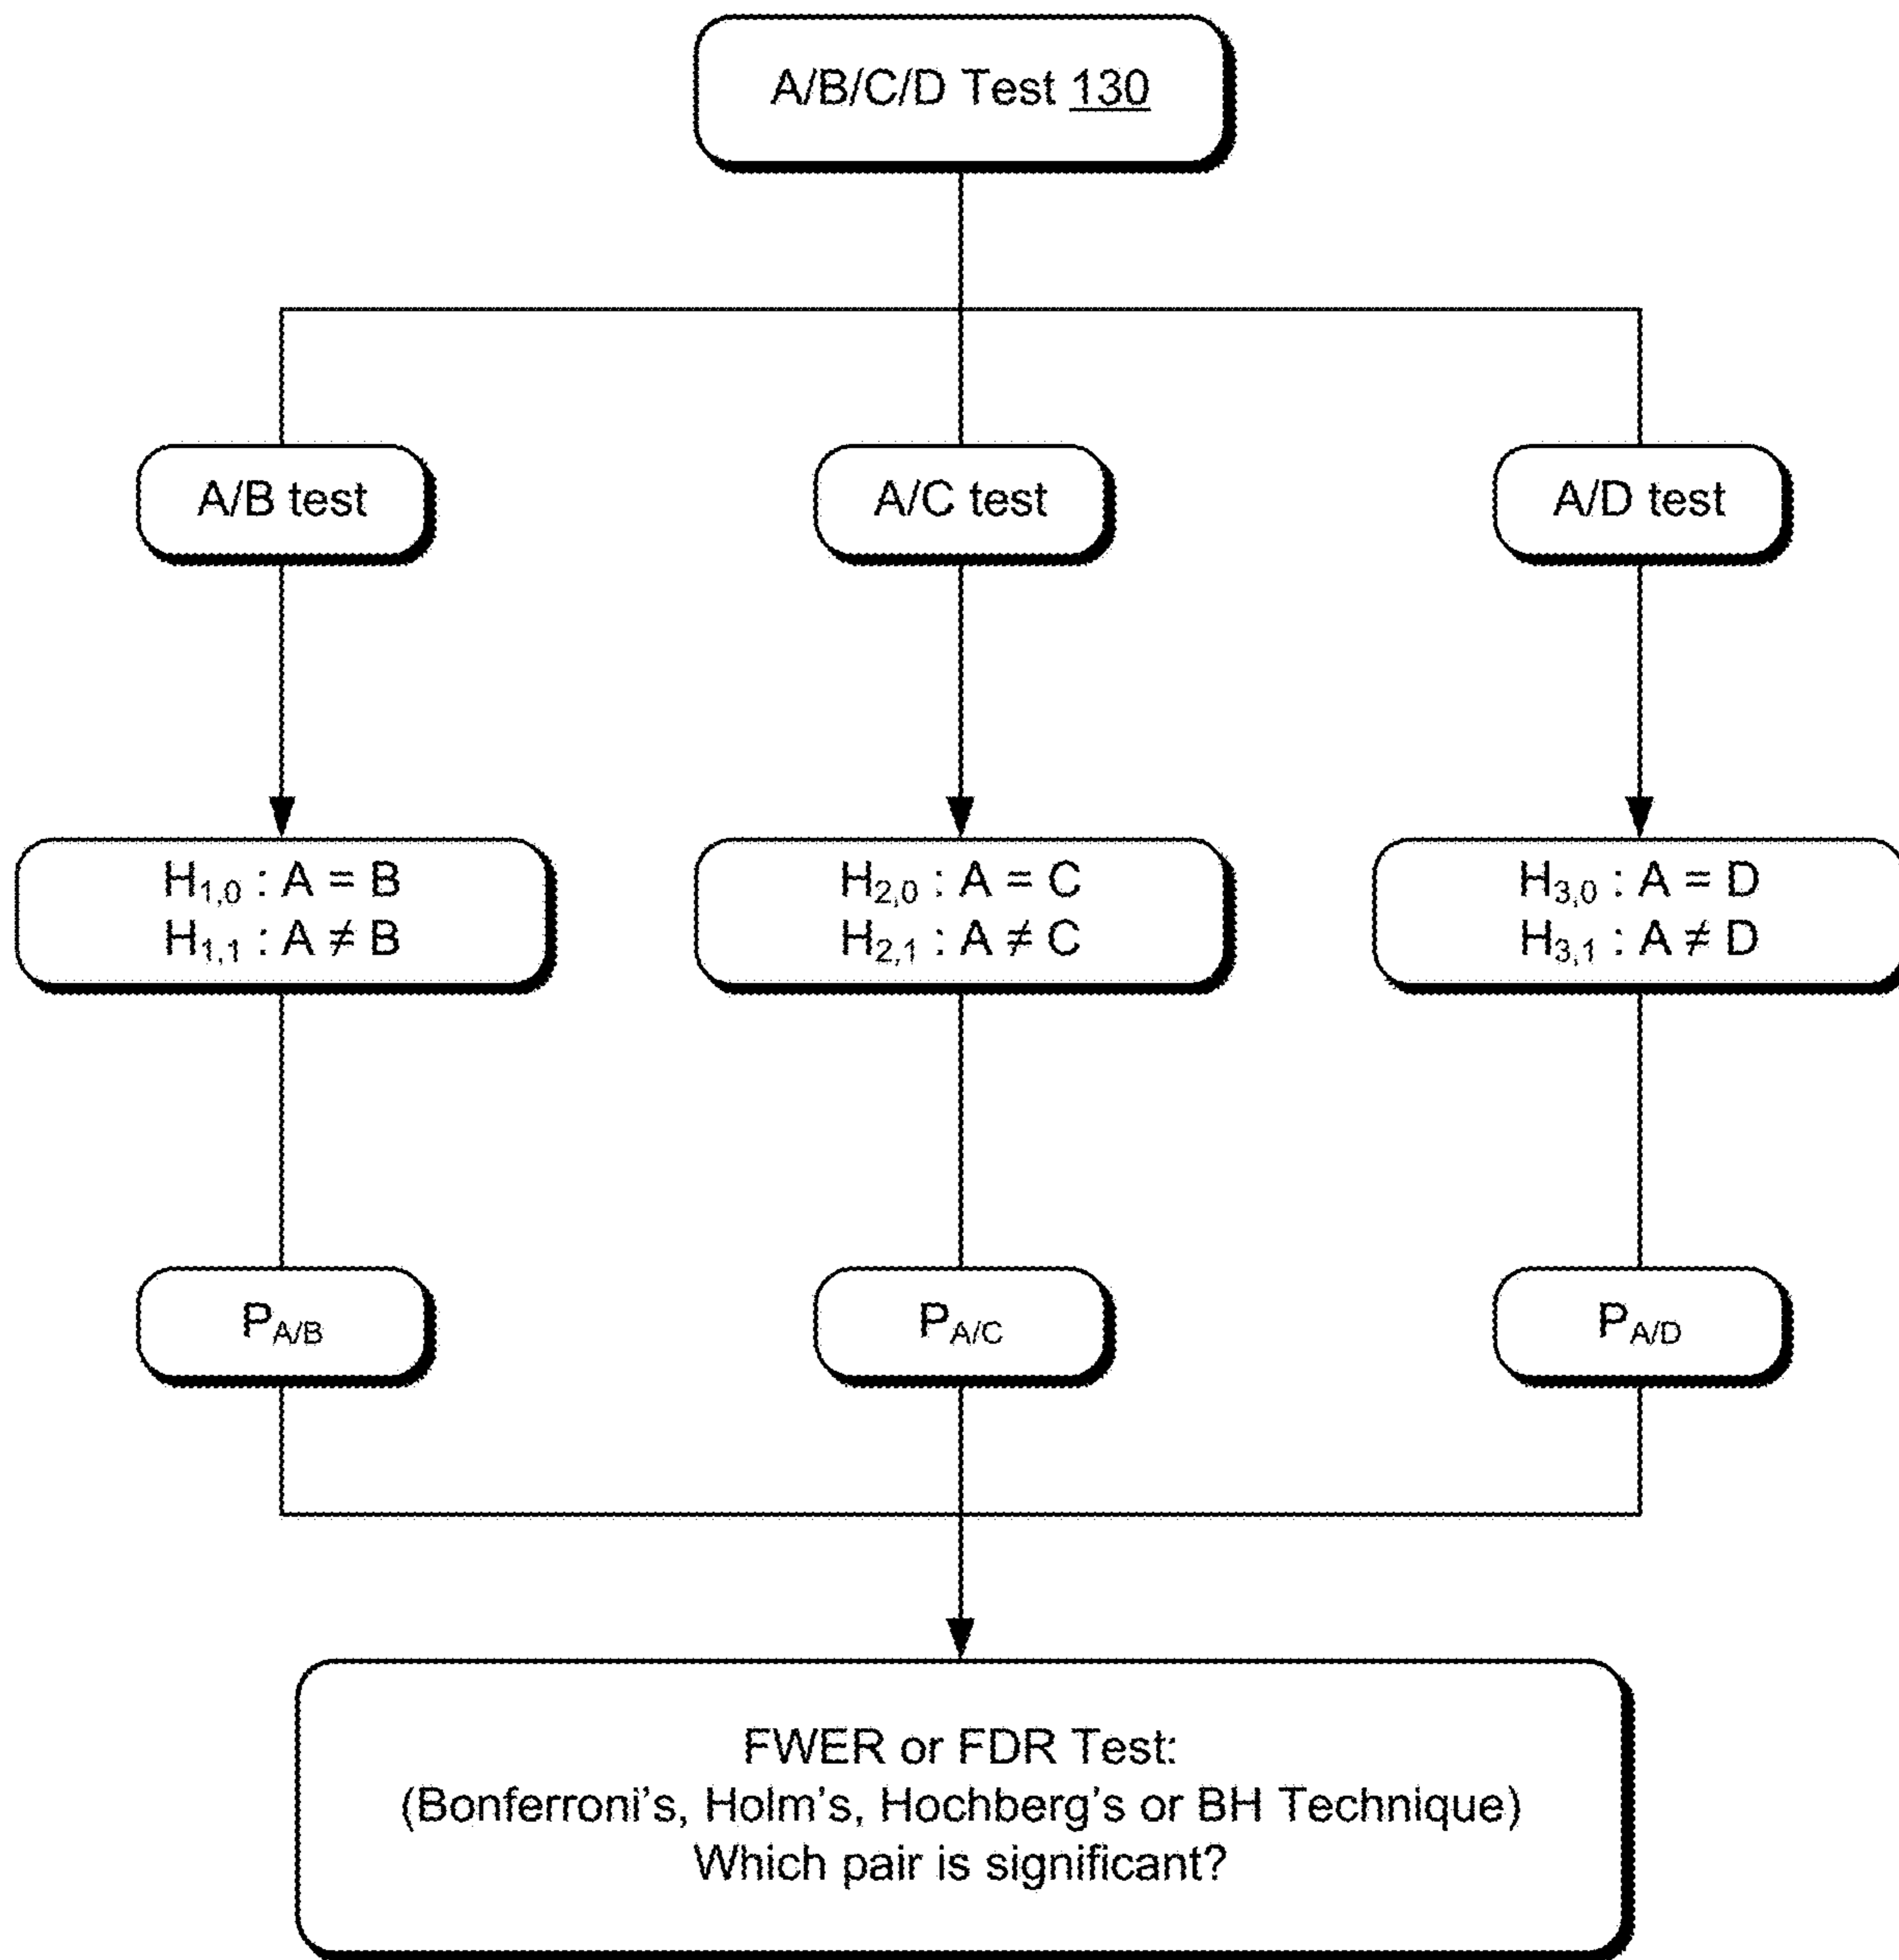 A/B/C/D Test 130
A/B test
A/C test
A/D test
H1,0 : A = B
H1,1 : A ≠ B
H2,0 : A = C
H2,1 : A ≠ C
H3,0 : A = D
H3,1 : A ≠ D
PA/B
PA/C
PA/D
FWER or FDR Test:
(Bonferroni's, Holm's, Hochberg's or BH Technique)
Which pair is significant?